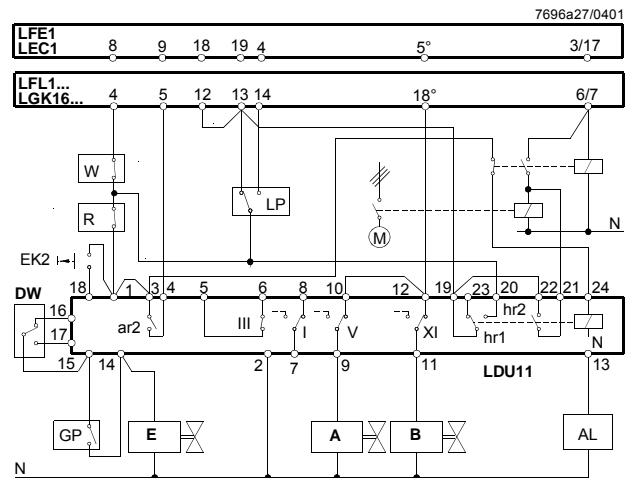 7696a27/0401
LFE1
LEC1
8 9 18 19 4 5° 3/17
LFL1...
LGK16...
4 5 12 13 14 18° 6/7
W
LP
R
M
N
EK2
18 1 3 4 5 6 8 10 12 19 23 20 22 21 24
DW
16
ar2 III I V XI hr2
hr1
17
N
15 14 2 7 9 11 LDU11 13
GP E A B AL
N